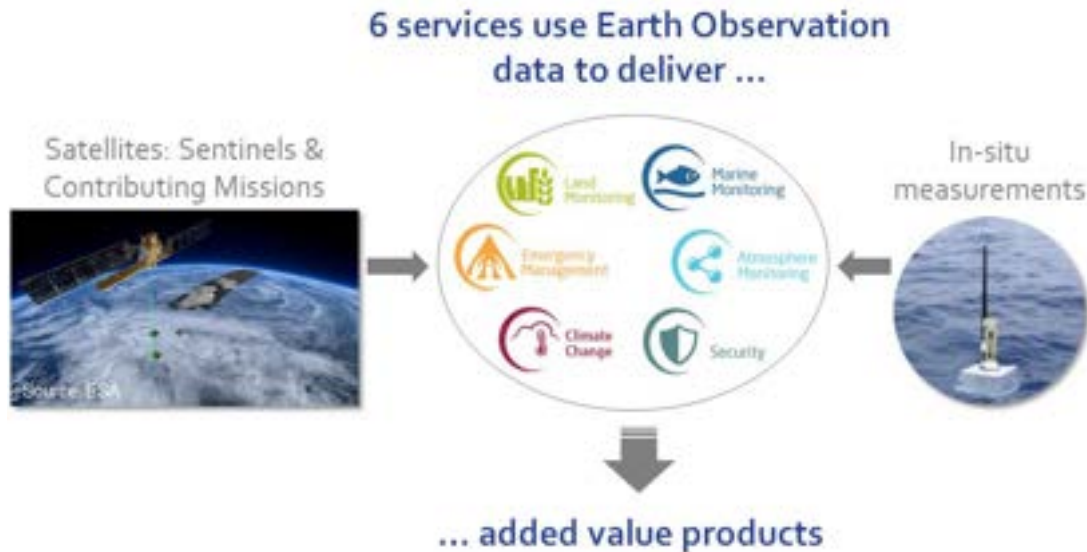 6 services use Earth Observation
data to deliver ...
Satellites: Sentinels &
Contributing Missions
In-situ
measurements
Land
Monitoring
Marine
Monitoring
Emergency
Management
Atmosphere
Monitoring
Climate
Change
Security
Source: ESA
... added value products